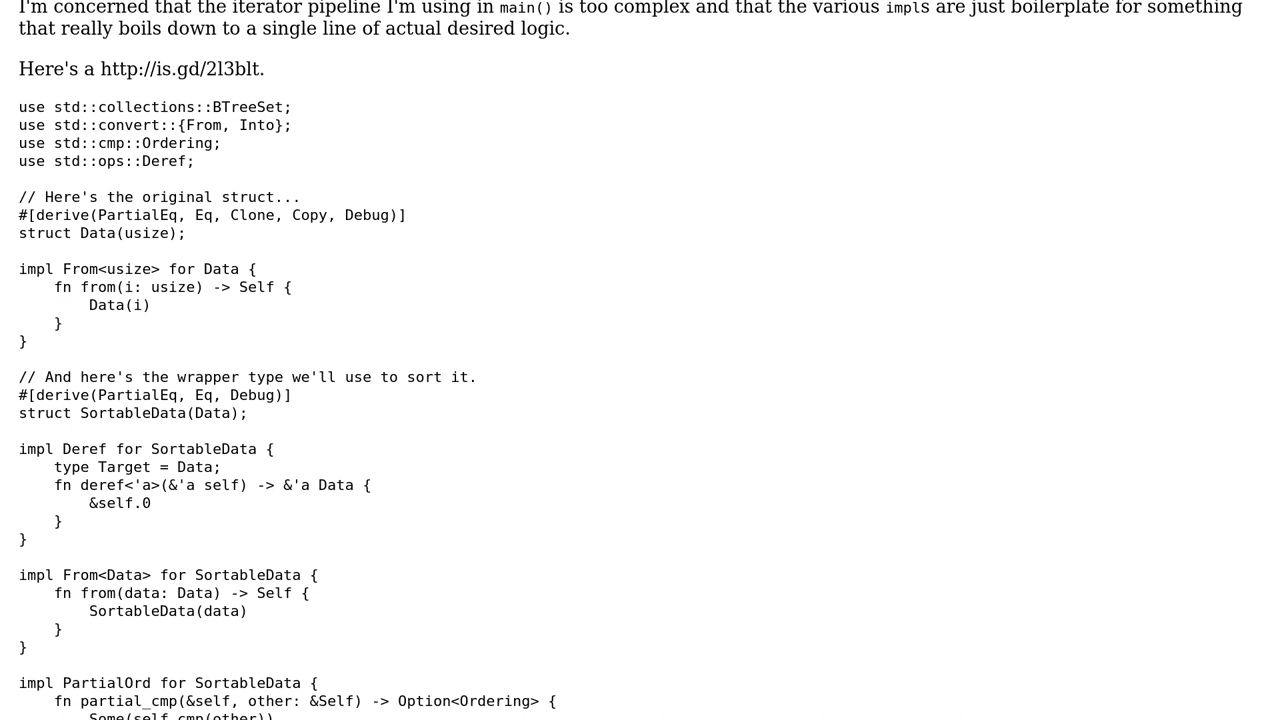 I'm concerned that the iterator pipeline I'm using in main() is too complex and that the various impls are just boilerplate for something
that really boils down to a single line of actual desired logic.
Here's a http://is.gd/2l3blt.
use std::collections::BTreeSet;
use std::convert::{From, Into};
use std::cmp::Ordering;
use std::ops::Deref;
// Here's the original struct...
#[derive(PartialEq, Eq, Clone, Copy, Debug)]
struct Data(usize);
impl From<usize> for Data {
    fn from(i: usize) -> Self {
        Data(i)
    }
}
// And here's the wrapper type we'll use to sort it.
#[derive(PartialEq, Eq, Debug)]
struct SortableData(Data);
impl Deref for SortableData {
    type Target = Data;
    fn deref<'a>(&'a self) -> &'a Data {
        &self.0
    }
}
impl From<Data> for SortableData {
    fn from(data: Data) -> Self {
        SortableData(data)
    }
}
impl PartialOrd for SortableData {
    fn partial_cmp(&self, other: &Self) -> Option<Ordering> {
        Some(self.cmp(other))